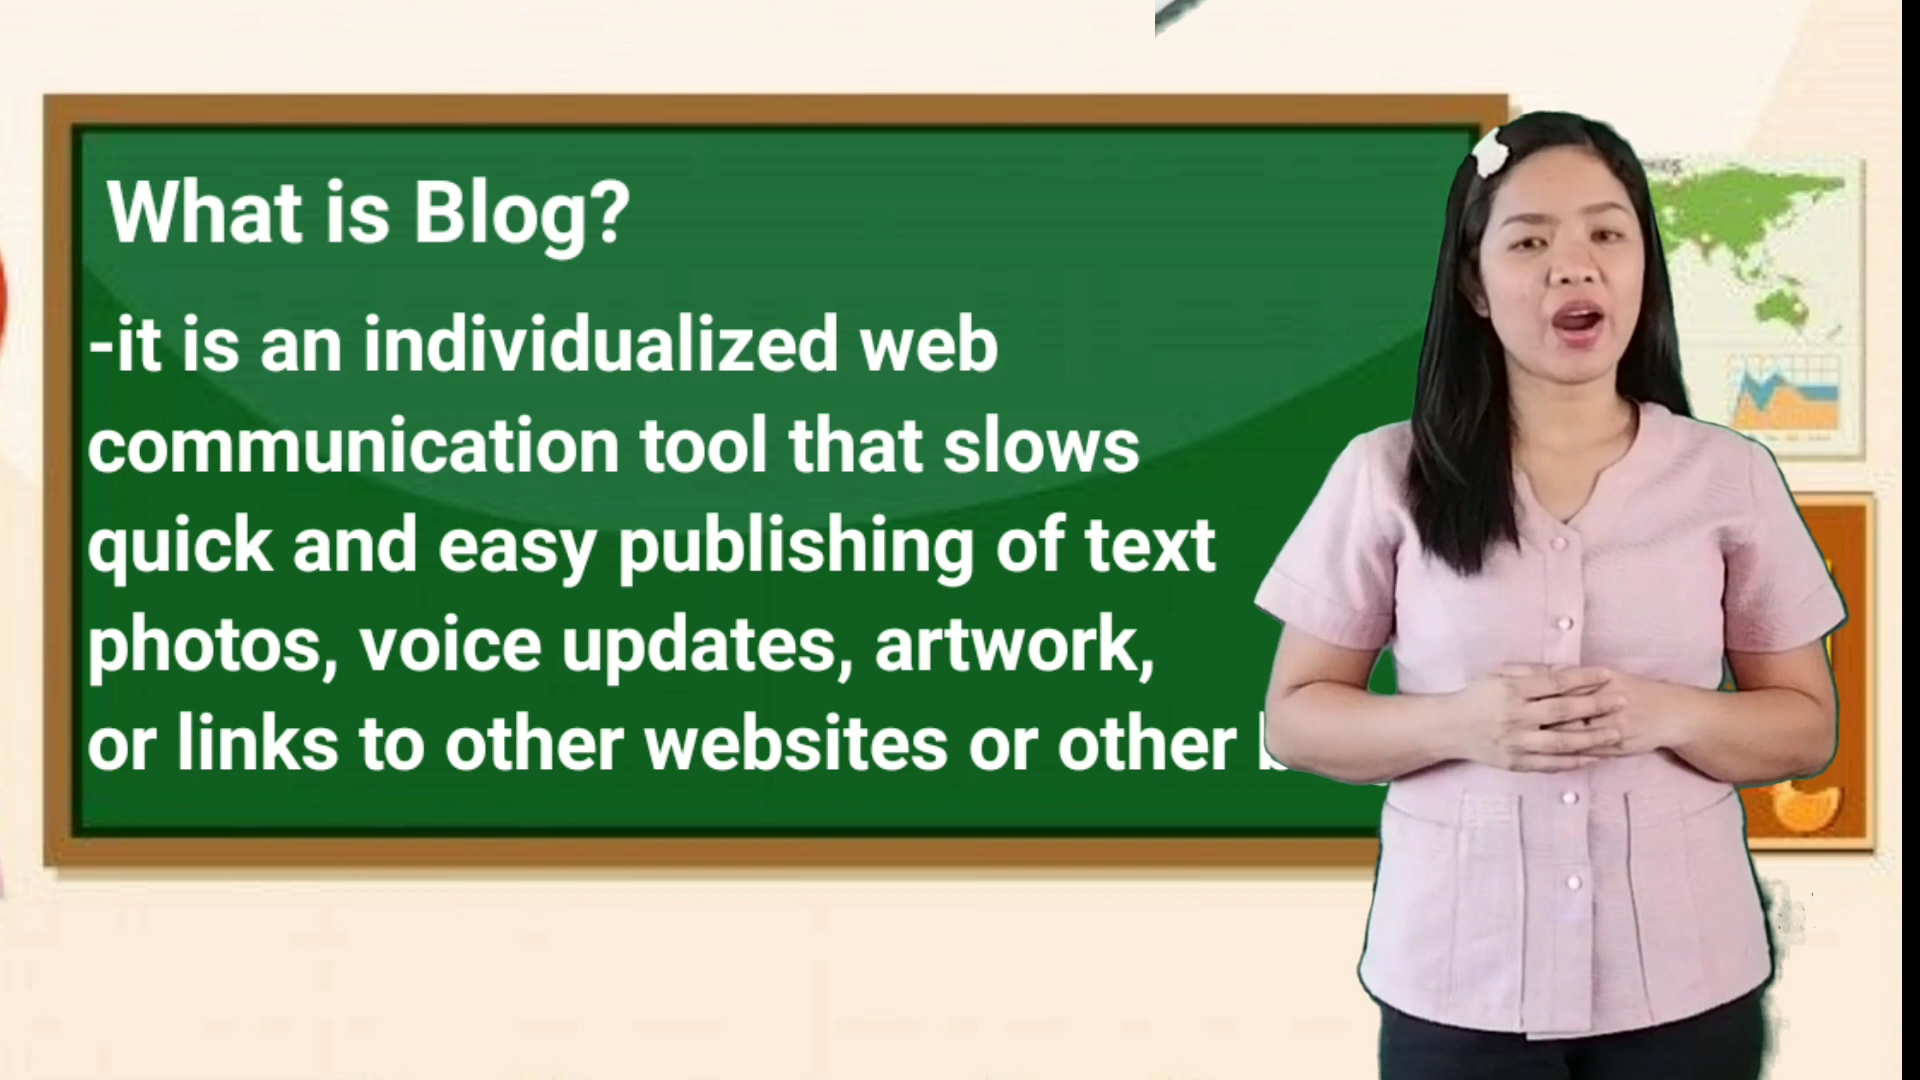 What is Blog?
-it is an individualized web
communication tool that slows
quick and easy publishing of text
photos, voice updates, artwork,
or links to other websites or other